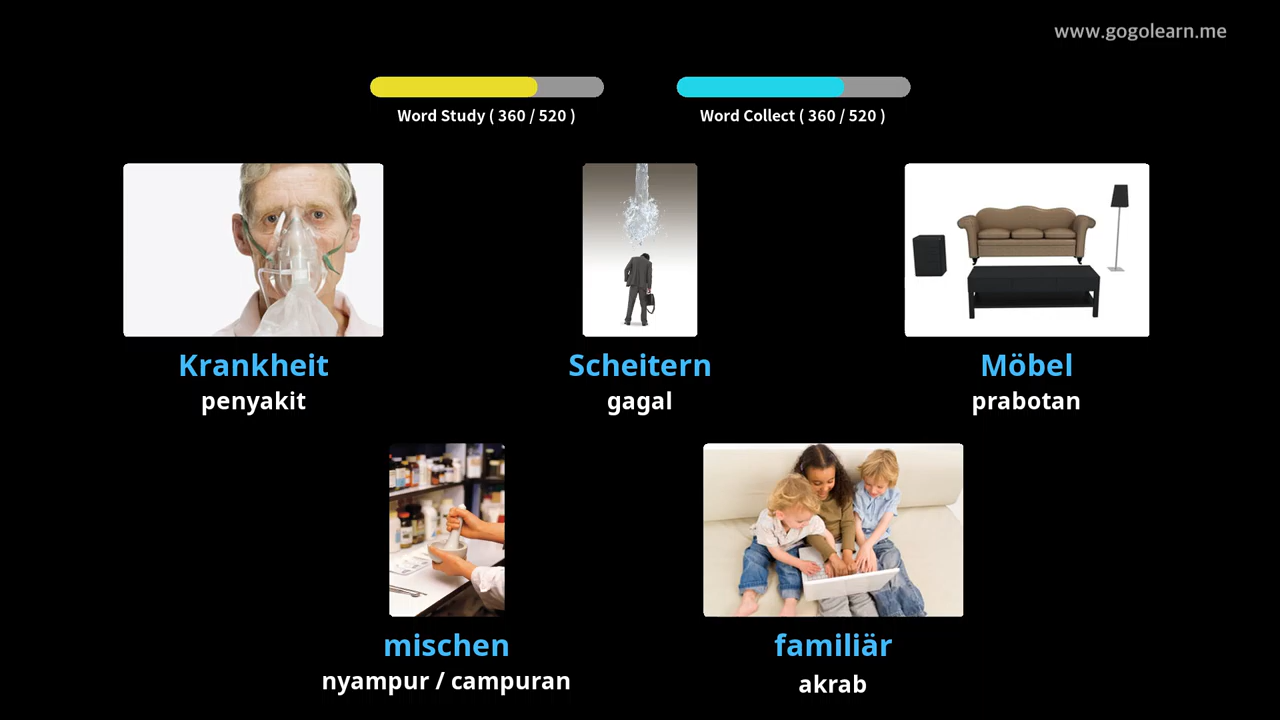 www.gogolearn.me
Word Study ( 360 / 520 )
Word Collect ( 360 / 520 )
Krankheit
penyakit
Scheitern
gagal
Möbel
prabotan
mischen
nyampur / campuran
familiär
akrab